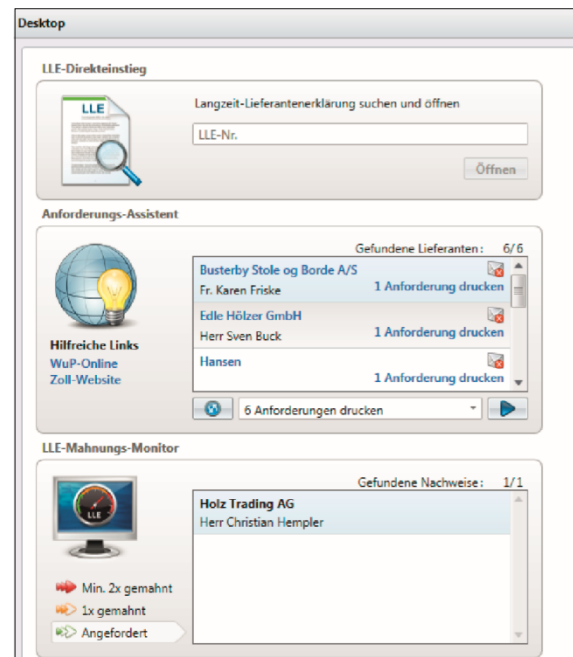 Desktop
LLE-Direkteinstieg
LLE
Langzeit-Lieferantenerklärung suchen und öffnen
LLE-Nr.
Öffnen
Anforderungs-Assistent
Gefundene Lieferanten: 6/6
Busterby Stole og Borde A/S
Fr. Karen Friske
1 Anforderung drucken
Edle Hölzer GmbH
Herr Sven Buck
1 Anforderung drucken
Hansen
1 Anforderung drucken
Hilfreiche Links
WuP-Online
Zoll-Website
6 Anforderungen drucken
LLE-Mahnungs-Monitor
Gefundene Nachweise: 1/1
LLE
Holz Trading AG
Herr Christian Hempler
Min. 2x gemahnt
1x gemahnt
Angefordert